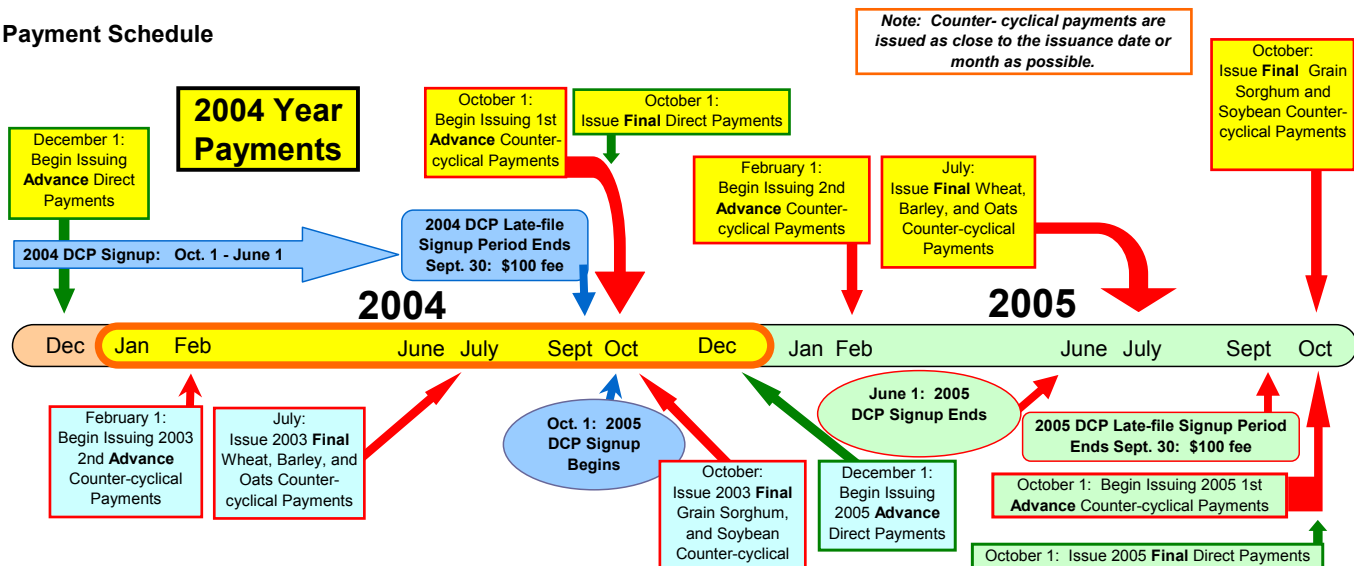 Payment Schedule
Note: Counter- cyclical payments are
issued as close to the issuance date or
month as possible.
2004 Year
Payments
December 1:
Begin Issuing
Advance Direct
Payments
October 1:
Begin Issuing 1st
Advance Counter-
cyclical Payments
October 1:
Issue Final Direct Payments
February 1:
Begin Issuing 2nd
Advance Counter-
cyclical Payments
July:
Issue Final Wheat,
Barley, and Oats
Counter-cyclical
Payments
October:
Issue Final Grain
Sorghum and
Soybean Counter-
cyclical Payments
2004 DCP Signup: Oct. 1 - June 1
2004 DCP Late-file
Signup Period Ends
Sept. 30: $100 fee
2004
2005
Dec Jan Feb June July Sept Oct Dec Jan Feb June July Sept Oct
February 1:
Begin Issuing 2003
2nd Advance
Counter-cyclical
Payments
July:
Issue 2003 Final
Wheat, Barley, and
Oats Counter-
cyclical Payments
Oct. 1: 2005
DCP Signup
Begins
October:
Issue 2003 Final
Grain Sorghum,
and Soybean
Counter-cyclical
December 1:
Begin Issuing
2005 Advance
Direct Payments
June 1: 2005
DCP Signup Ends
2005 DCP Late-file Signup Period
Ends Sept. 30: $100 fee
October 1: Begin Issuing 2005 1st
Advance Counter-cyclical Payments
October 1: Issue 2005 Final Direct Payments